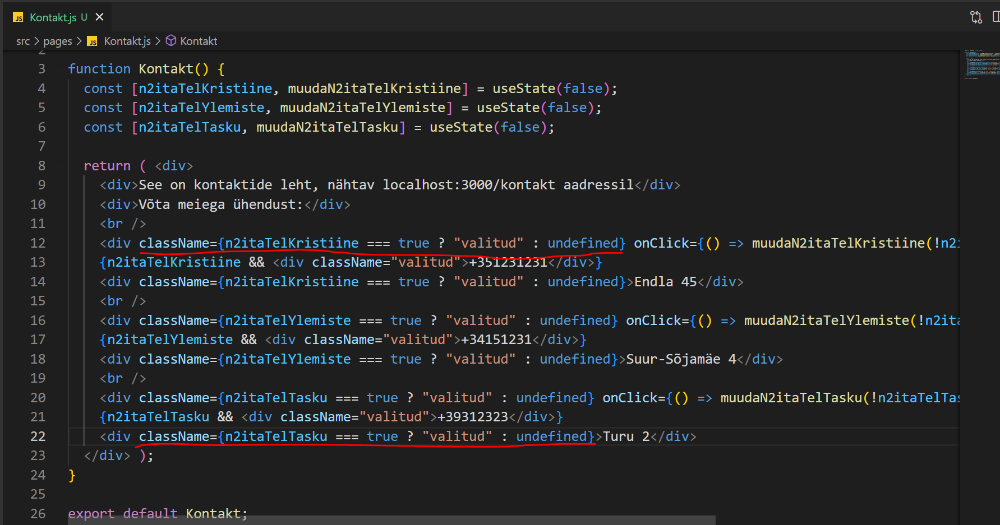 JS Kontakt.js U ×
src > pages > JS Kontakt.js > Kontakt
2
3 function Kontakt() {
4 const [n2itaTelKristiine, muudaN2itaTelKristiine] = useState(false);
5 const [n2itaTelYlemiste, muudaN2itaTelYlemiste] = useState(false);
6 const [n2itaTelTasku, muudaN2itaTelTasku] = useState(false);
7
8 return ( <div>
9 <div>See on kontaktide leht, nähtav localhost:3000/kontakt aadressil</div>
10 <div>Võta meiega ühendust:</div>
11 <br />
12 <div className={n2itaTelKristiine === true ? "valitud" : undefined} onClick={() => muudaN2itaTelKristiine(!n2i
13 {n2itaTelKristiine && <div className="valitud">+351231231</div>}
14 <div className={n2itaTelKristiine === true ? "valitud" : undefined}>Endla 45</div>
15 <br />
16 <div className={n2itaTelYlemiste === true ? "valitud" : undefined} onClick={() => muudaN2itaTelYlemiste(!n2ita
17 {n2itaTelYlemiste && <div className="valitud">+34151231</div>}
18 <div className={n2itaTelYlemiste === true ? "valitud" : undefined}>Suur-Sõjamäe 4</div>
19 <br />
20 <div className={n2itaTelTasku === true ? "valitud" : undefined} onClick={() => muudaN2itaTelTasku(!n2itaTelTas
21 {n2itaTelTasku && <div className="valitud">+39312323</div>}
22 <div className={n2itaTelTasku === true ? "valitud" : undefined}>Turu 2</div>
23 </div> );
24 }
25
26 export default Kontakt;